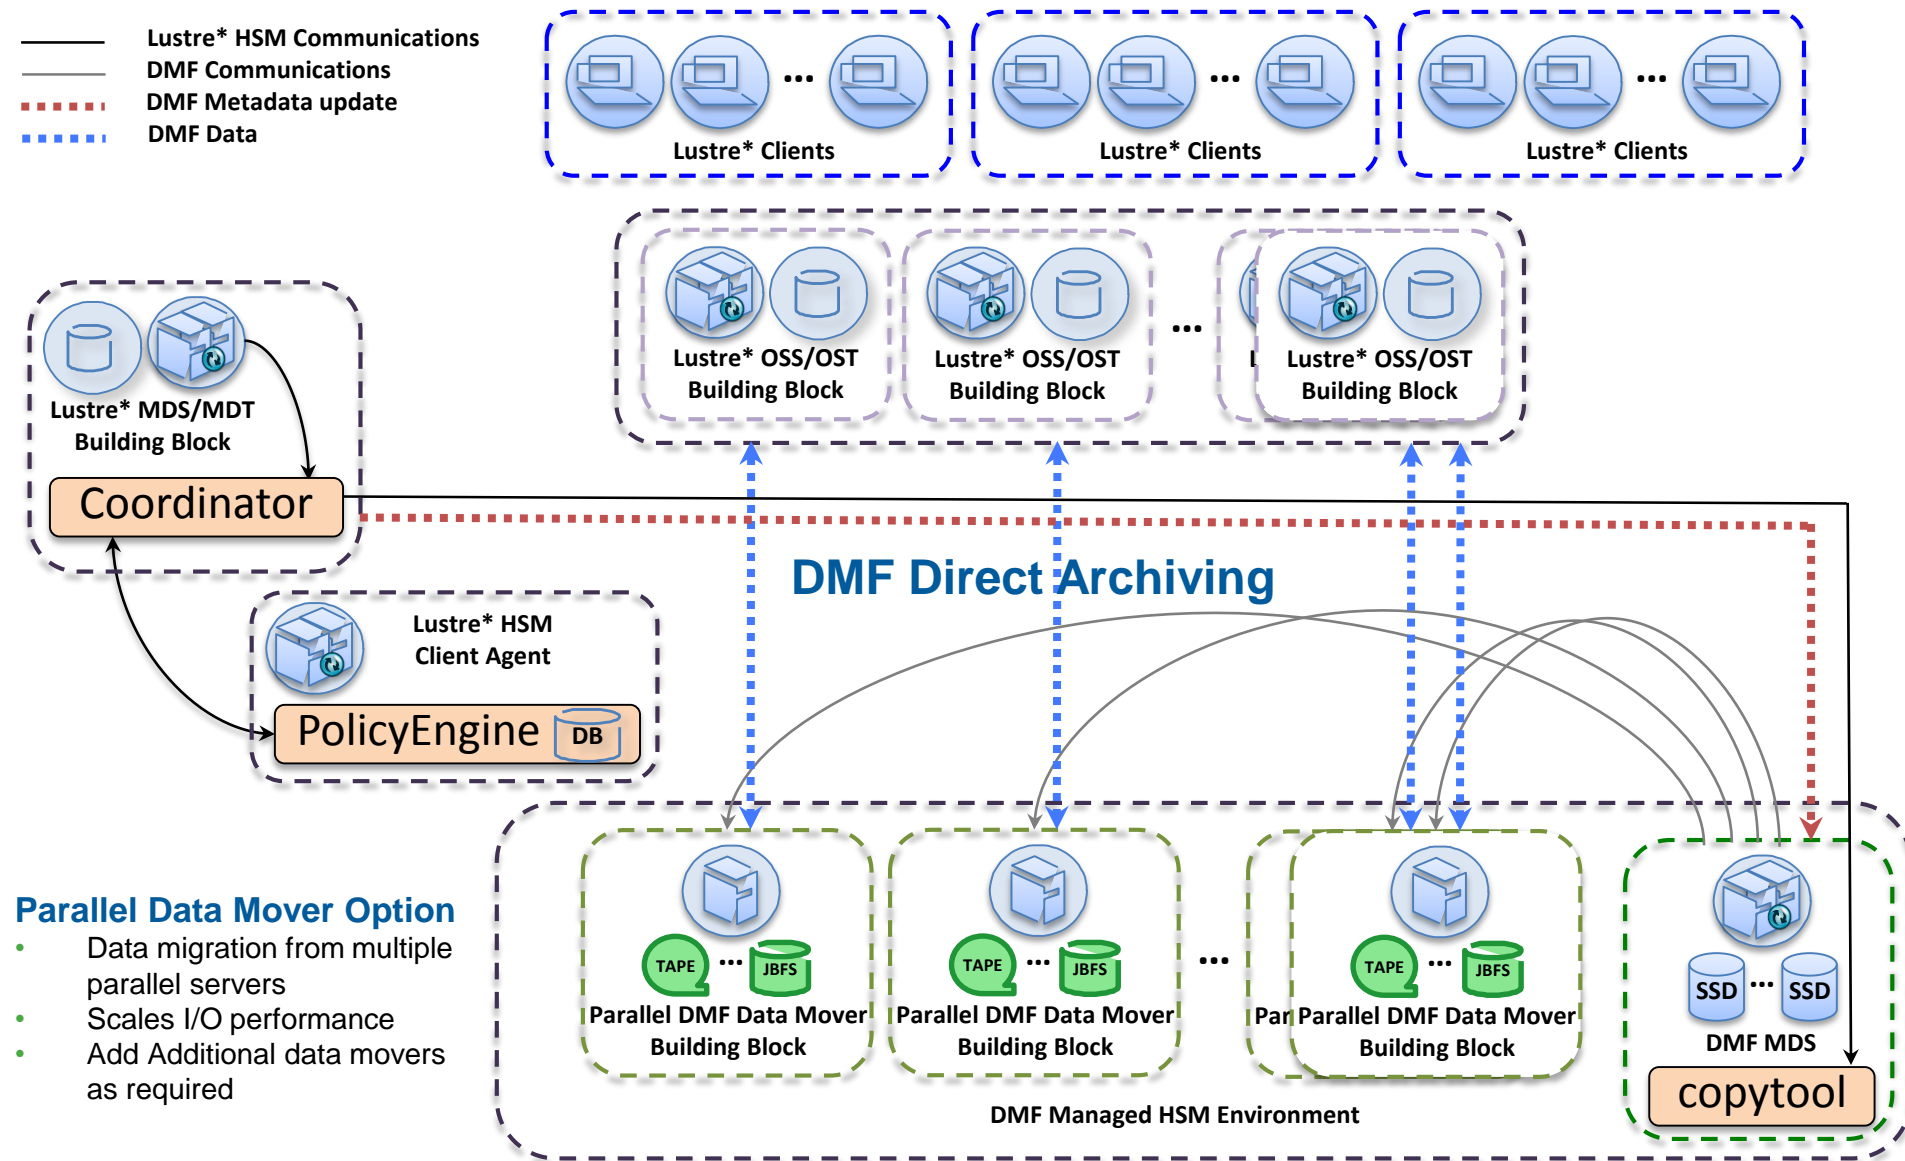 Lustre* HSM Communications
DMF Communications
DMF Metadata update
DMF Data
Lustre* Clients
Lustre* Clients
Lustre* Clients
...
...
...
Lustre* OSS/OST
Building Block
Lustre* OSS/OST
Building Block
...
L
Lustre* OSS/OST
Building Block
Lustre* MDS/MDT
Building Block
Coordinator
DMF Direct Archiving
Lustre* HSM
Client Agent
PolicyEngine
DB
Parallel Data Mover Option
• Data migration from multiple
parallel servers
• Scales I/O performance
• Add Additional data movers
as required
TAPE ... JBFS
Parallel DMF Data Mover
Building Block
TAPE ... JBFS
Parallel DMF Data Mover
Building Block
...
Par
TAPE ... JBFS
Parallel DMF Data Mover
Building Block
SSD ... SSD
DMF MDS
copytool
DMF Managed HSM Environment